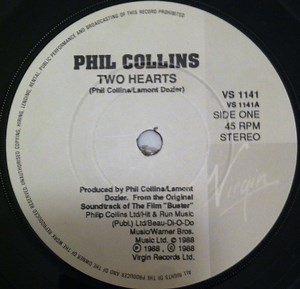 UNAUTHORISED COPYING, HIRING, LENDING, RENTAL, PUBLIC PERFORMANCE AND BROADCASTING OF THIS RECORD PROHIBITED
PHIL COLLINS
TWO HEARTS
(Phil Collins/Lamont Dozier)
VS 1141
VS 1141A
SIDE ONE
45 RPM
STEREO
Produced by Phil Collins/Lamont
Dozier. From the Original
Soundtrack of The Film "Buster"
Philip Collins Ltd/Hit & Run Music
(Publ.) Ltd/Beau-Di-O-Do
Music/Warner Bros.
Music Ltd. ℗ 1988
℗ 1988 © 1988
Virgin Records Ltd.
Virgin
ALL RIGHTS OF THE PRODUCER AND OF THE OWNER OF THE WORK REPRODUCED RESERVED